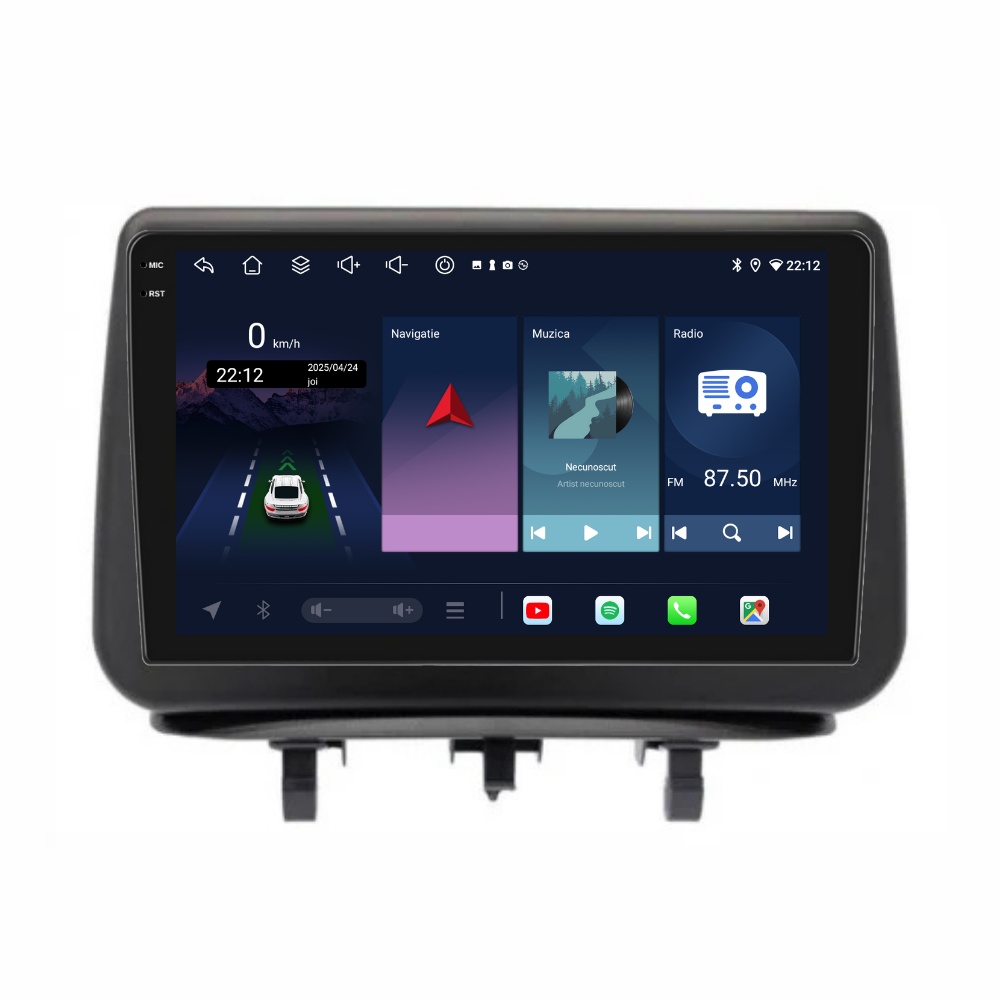 MIC
RST
22:12
0 km/h
22:12
2025/04/24
joi
Navigatie
Muzica
Necunoscut
Artist necunoscut
Radio
FM 87.50 MHz
G